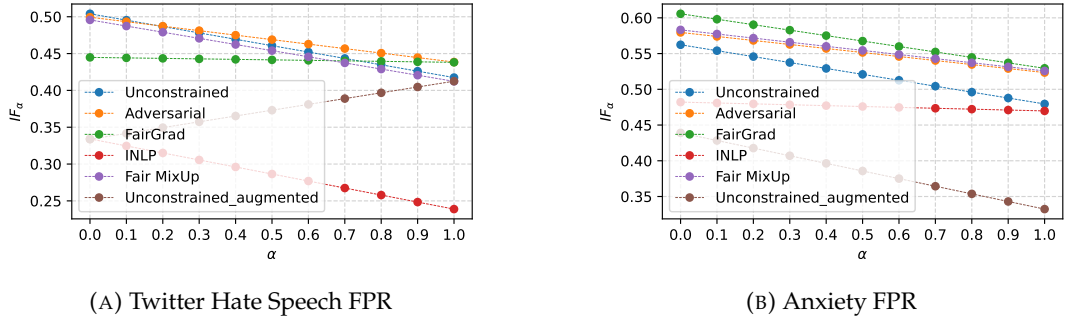 0.50
0.45
0.40
0.35
0.30
0.25
IFα
Unconstrained
Adversarial
FairGrad
INLP
Fair MixUp
Unconstrained_augmented
0.0 0.1 0.2 0.3 0.4 0.5 0.6 0.7 0.8 0.9 1.0
α
(A) Twitter Hate Speech FPR
0.60
0.55
0.50
0.45
0.40
0.35
IFα
Unconstrained
Adversarial
FairGrad
INLP
Fair MixUp
Unconstrained_augmented
0.0 0.1 0.2 0.3 0.4 0.5 0.6 0.7 0.8 0.9 1.0
α
(B) Anxiety FPR